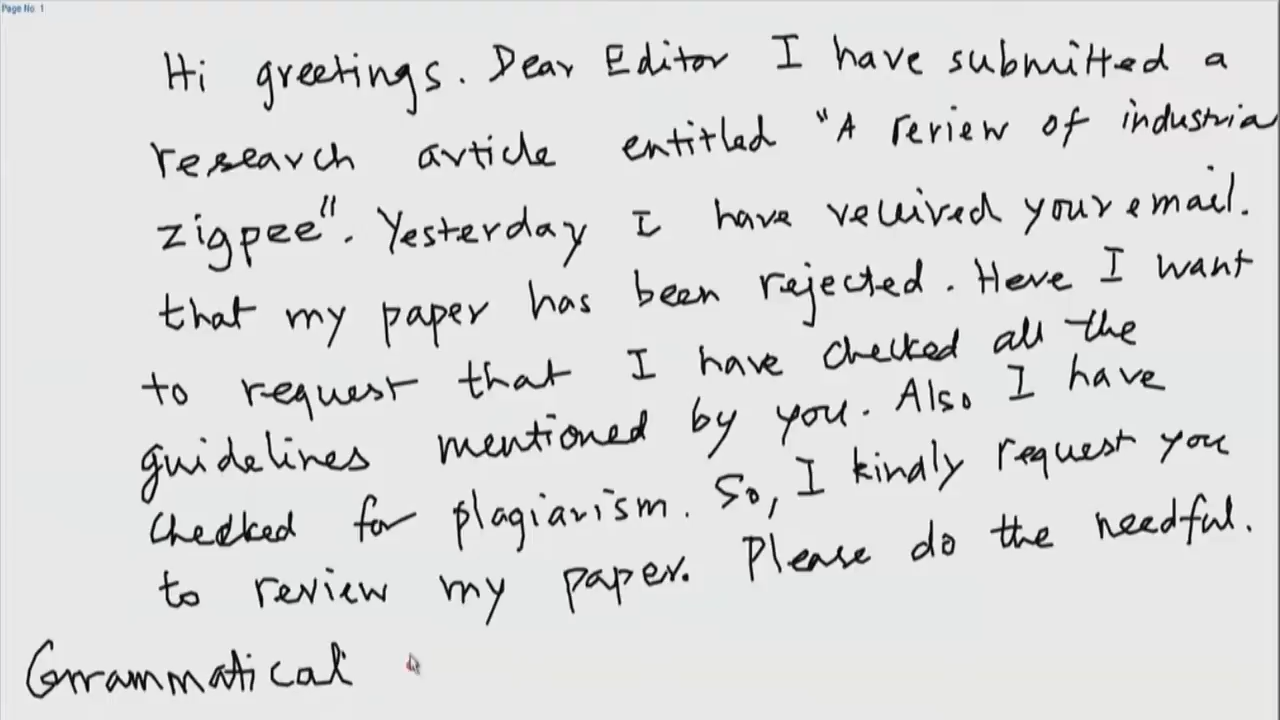 Page No. 1
Hi greetings. Dear Editor I have submitted a
research article entitled "A review of industria
zigpee". Yesterday I have received your email.
that my paper has been rejected. Here I want
to request that I have checked all the
guidelines mentioned by you. Also I have
checked for plagiarism. So, I kindly request you
to review my paper. Please do the needful.
Grammatical